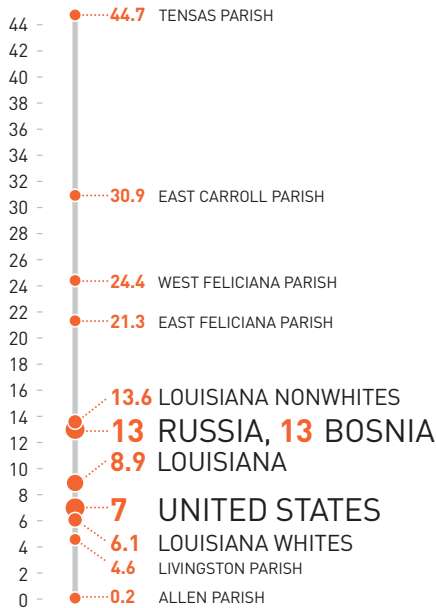 44
42
40
38
36
34
32
30
28
26
24
22
20
18
16
14
12
10
8
6
4
2
0
44.7 TENSAS PARISH
30.9 EAST CARROLL PARISH
24.4 WEST FELICIANA PARISH
21.3 EAST FELICIANA PARISH
13.6 LOUISIANA NONWHITES
13 RUSSIA, 13 BOSNIA
8.9 LOUISIANA
7 UNITED STATES
6.1 LOUISIANA WHITES
4.6 LIVINGSTON PARISH
0.2 ALLEN PARISH